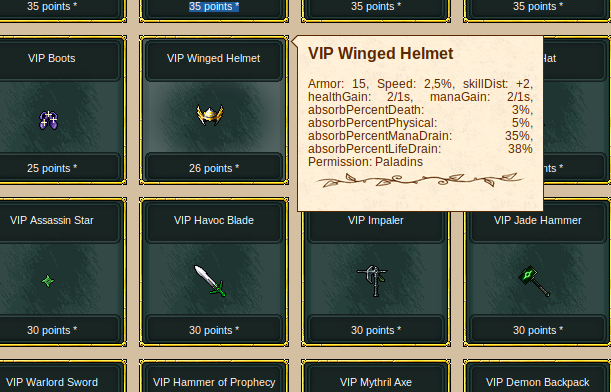 35 points *
35 points *
35 points *
35 points *
VIP Boots
VIP Winged Helmet
Hat
25 points *
26 points *
points *
VIP Winged Helmet
Armor: 15, Speed: 2,5%, skillDist: +2,
healthGain: 2/1s, manaGain: 2/1s,
absorbPercentDeath: 3%,
absorbPercentPhysical: 5%,
absorbPercentManaDrain: 35%,
absorbPercentLifeDrain: 38%
Permission: Paladins
VIP Assassin Star
VIP Havoc Blade
VIP Impaler
VIP Jade Hammer
30 points *
30 points *
30 points *
30 points *
VIP Warlord Sword
VIP Hammer of Prophecy
VIP Mythril Axe
VIP Demon Backpack